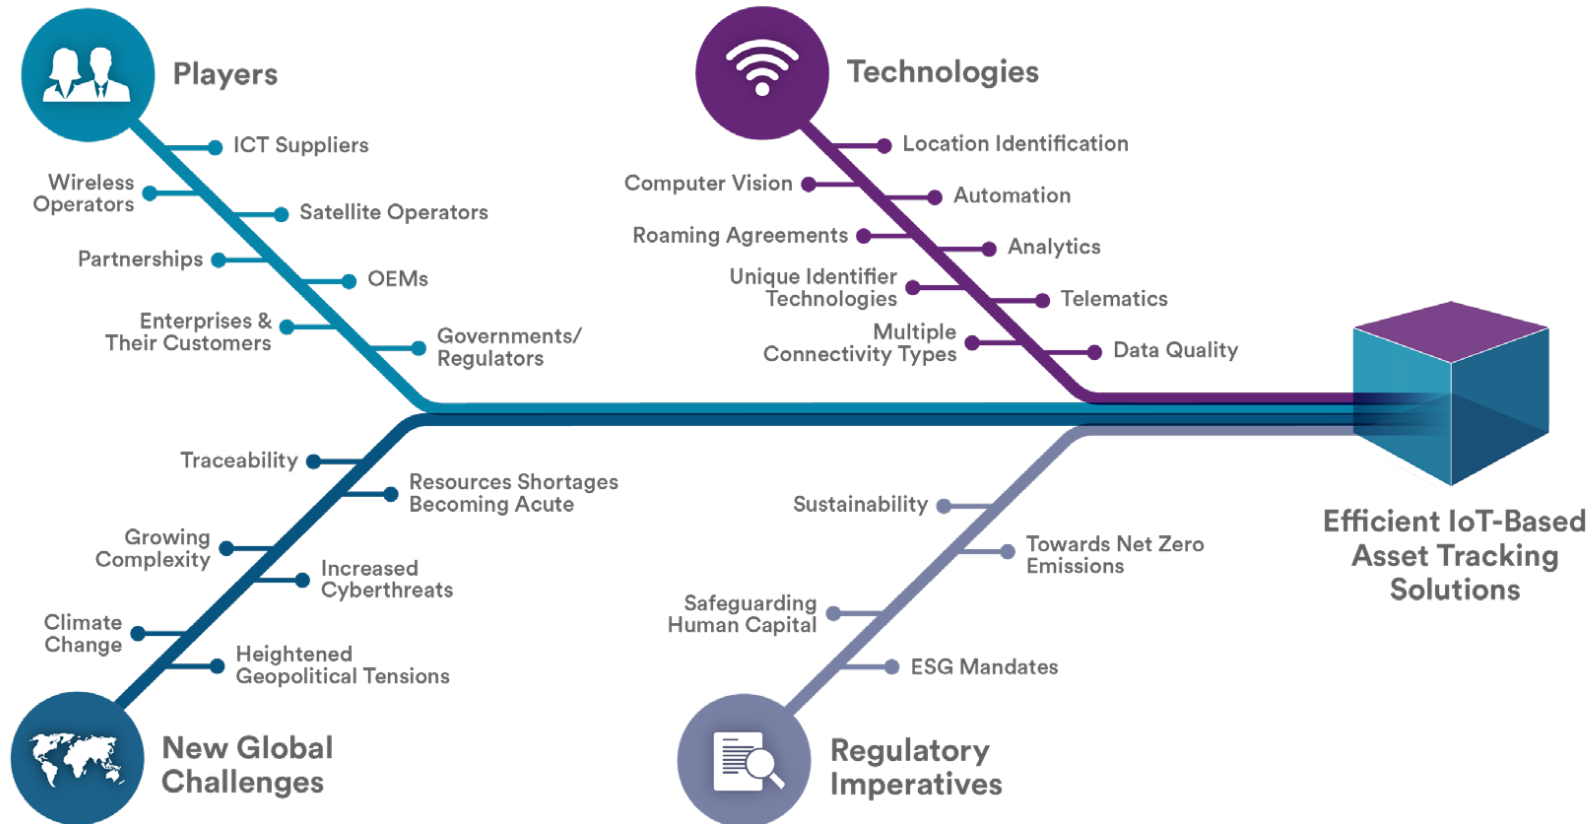 Players
ICT Suppliers
Wireless
Operators
Satellite Operators
Partnerships
OEMs
Enterprises &
Their Customers
Governments/
Regulators
Technologies
Location Identification
Computer Vision
Automation
Roaming Agreements
Analytics
Unique Identifier
Technologies
Telematics
Multiple
Connectivity Types
Data Quality
Traceability
Resources Shortages
Becoming Acute
Growing
Complexity
Increased
Cyberthreats
Climate
Change
Heightened
Geopolitical Tensions
New Global
Challenges
Sustainability
Towards Net Zero
Emissions
Safeguarding
Human Capital
ESG Mandates
Regulatory
Imperatives
Efficient IoT-Based
Asset Tracking
Solutions